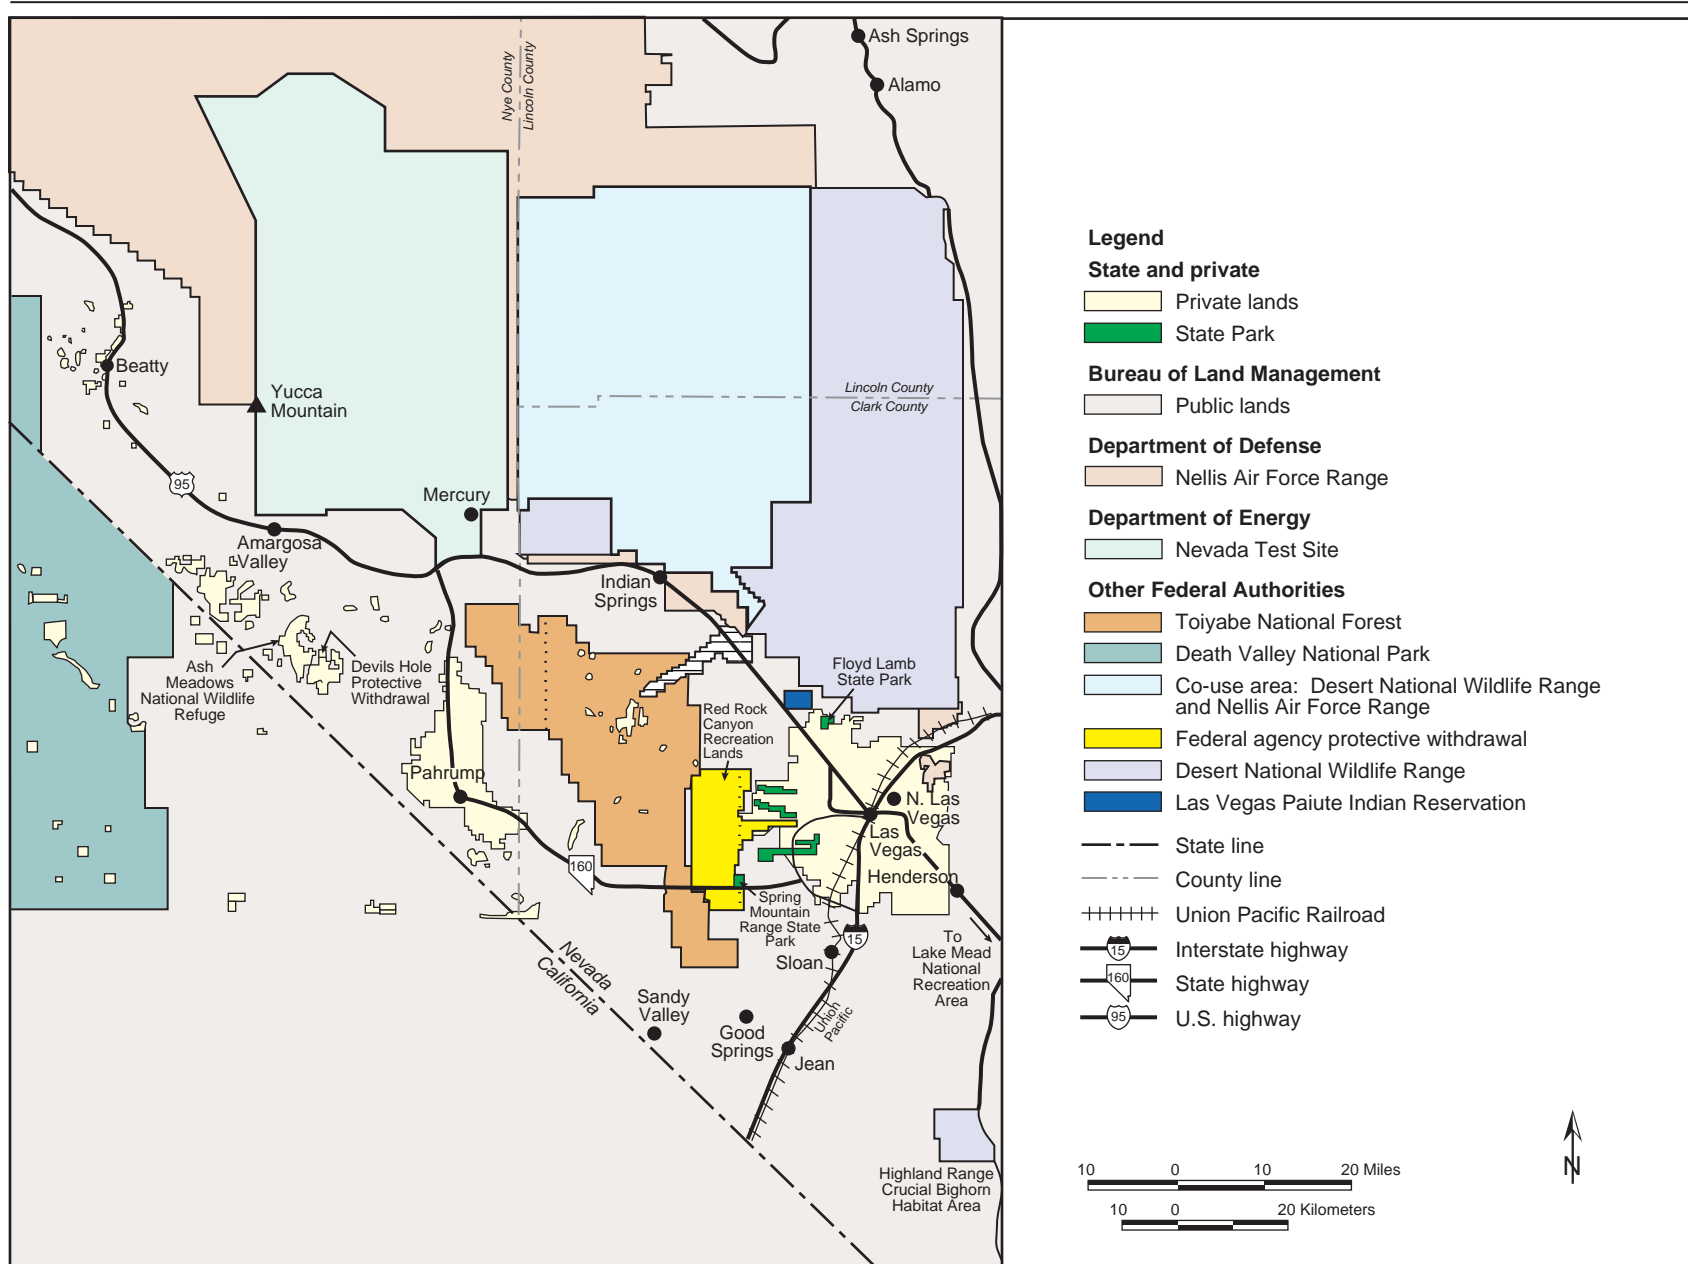 Nye County
Lincoln County
Ash Springs
Alamo
Beatty
Yucca
Mountain
Lincoln County
Clark County
95
Mercury
Amargosa
Valley
Indian
Springs
Ash
Meadows
National Wildlife
Refuge
Devils Hole
Protective
Withdrawal
Floyd Lamb
State Park
Red Rock
Canyon
Recreation
Lands
Pahrump
N. Las
Vegas
Las
Vegas
160
Henderson
Spring
Mountain
Range State
Park
15
Sloan
To
Lake Mead
National
Recreation
Area
Nevada
California
Sandy
Valley
Good
Springs
Union
Pacific
Jean
Highland Range
Crucial Bighorn
Habitat Area
Legend
State and private
Private lands
State Park
Bureau of Land Management
Public lands
Department of Defense
Nellis Air Force Range
Department of Energy
Nevada Test Site
Other Federal Authorities
Toiyabe National Forest
Death Valley National Park
Co-use area: Desert National Wildlife Range
and Nellis Air Force Range
Federal agency protective withdrawal
Desert National Wildlife Range
Las Vegas Paiute Indian Reservation
State line
County line
Union Pacific Railroad
15 Interstate highway
160 State highway
95 U.S. highway
10 0 10 20 Miles
10 0 20 Kilometers
N